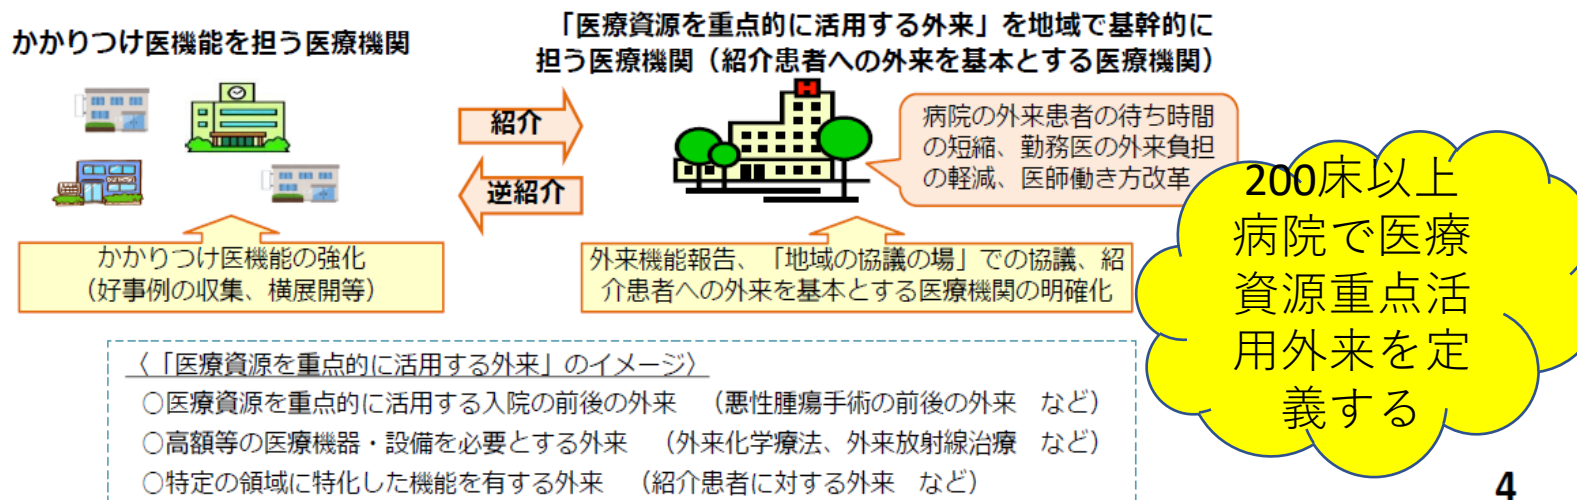 かかりつけ医機能を担う医療機関
「医療資源を重点的に活用する外来」を地域で基幹的に
担う医療機関（紹介患者への外来を基本とする医療機関）
紹介
逆紹介
H
病院の外来患者の待ち時間
の短縮、勤務医の外来負担
の軽減、医師働き方改革
かかりつけ医機能の強化
（好事例の収集、横展開等）
外来機能報告、「地域の協議の場」での協議、紹
介患者への外来を基本とする医療機関の明確化
200床以上
病院で医療
資源重点活
用外来を定
義する
〈「医療資源を重点的に活用する外来」のイメージ〉
○医療資源を重点的に活用する入院の前後の外来　（悪性腫瘍手術の前後の外来　など）
○高額等の医療機器・設備を必要とする外来　（外来化学療法、外来放射線治療　など）
○特定の領域に特化した機能を有する外来　（紹介患者に対する外来　など）
4